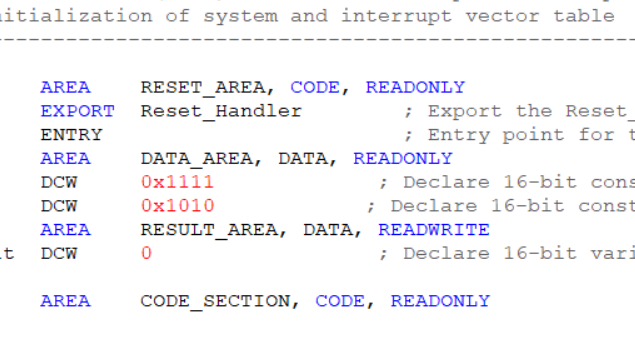 nitialization of system and interrupt vector table
--------------------------------------------------
AREA RESET_AREA, CODE, READONLY
EXPORT Reset_Handler ; Export the Reset_
ENTRY ; Entry point for t
AREA DATA_AREA, DATA, READONLY
DCW 0x1111 ; Declare 16-bit cons
DCW 0x1010 ; Declare 16-bit const
AREA RESULT_AREA, DATA, READWRITE
t DCW 0 ; Declare 16-bit vari
AREA CODE_SECTION, CODE, READONLY